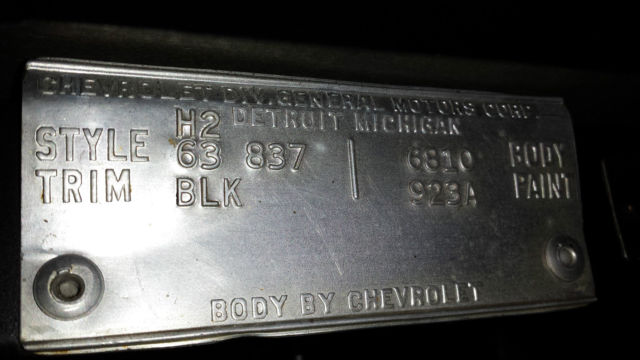 CHEVROLET DIV. GENERAL MOTORS CORP.
H2 DETROIT MICHIGAN
STYLE 63 837 6810 BODY
TRIM BLK 923A PAINT
BODY BY CHEVROLET